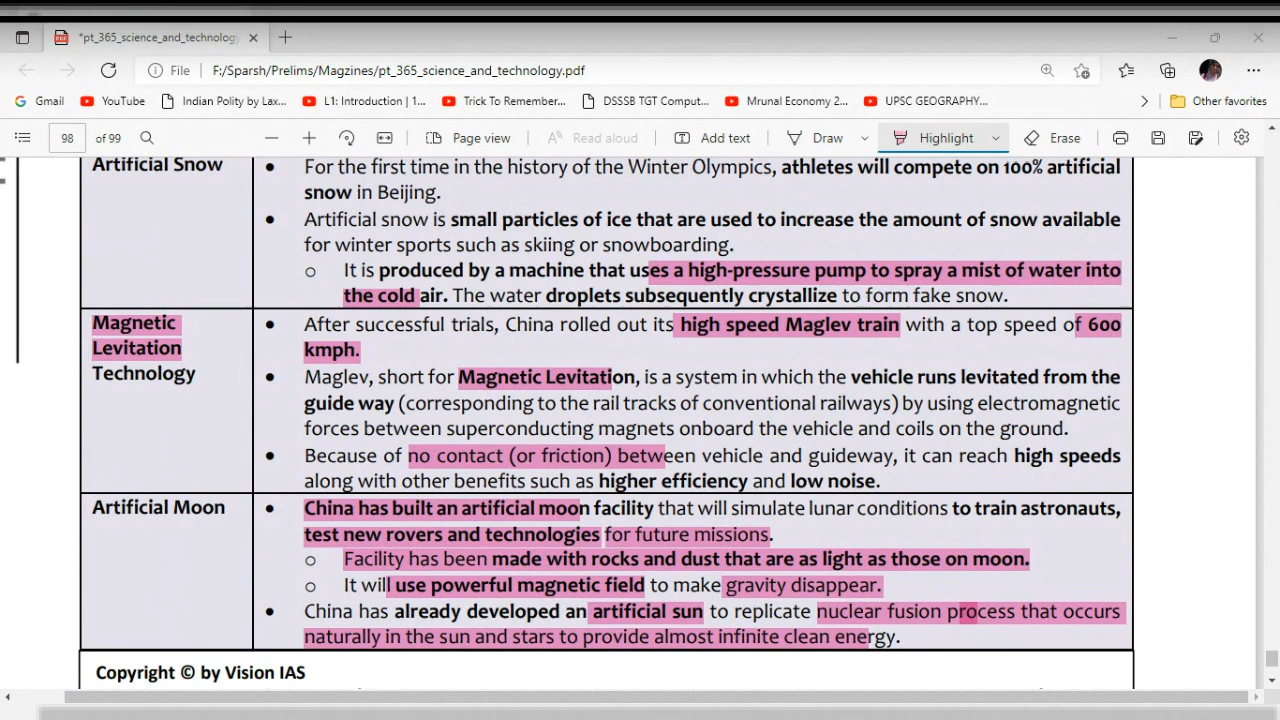 *pt_365_science_and_technology
File F:/Sparsh/Prelims/Magzines/pt_365_science_and_technology.pdf
Gmail YouTube Indian Polity by Lax... L1: Introduction | 1... Trick To Remember... DSSSB TGT Comput... Mrunal Economy 2... UPSC GEOGRAPHY... Other favorites
98 of 99 Page view Read aloud Add text Draw Highlight Erase
Artificial Snow
• For the first time in the history of the Winter Olympics, athletes will compete on 100% artificial
snow in Beijing.
• Artificial snow is small particles of ice that are used to increase the amount of snow available
for winter sports such as skiing or snowboarding.
o It is produced by a machine that uses a high-pressure pump to spray a mist of water into
the cold air. The water droplets subsequently crystallize to form fake snow.
Magnetic
Levitation
Technology
• After successful trials, China rolled out its high speed Maglev train with a top speed of 600
kmph.
• Maglev, short for Magnetic Levitation, is a system in which the vehicle runs levitated from the
guide way (corresponding to the rail tracks of conventional railways) by using electromagnetic
forces between superconducting magnets onboard the vehicle and coils on the ground.
• Because of no contact (or friction) between vehicle and guideway, it can reach high speeds
along with other benefits such as higher efficiency and low noise.
Artificial Moon
• China has built an artificial moon facility that will simulate lunar conditions to train astronauts,
test new rovers and technologies for future missions.
o Facility has been made with rocks and dust that are as light as those on moon.
o It will use powerful magnetic field to make gravity disappear.
• China has already developed an artificial sun to replicate nuclear fusion process that occurs
naturally in the sun and stars to provide almost infinite clean energy.
Copyright © by Vision IAS